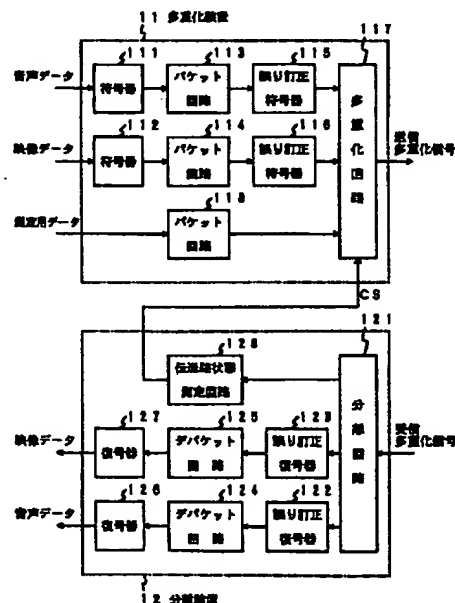 11 多重化装置
111
113
115
117
音声データ
符号器
パケット
回路
誤り訂正
符号器
多重化回路
112
114
116
映像データ
符号器
パケット
回路
誤り訂正
符号器
送信
多重化信号
118
測定用データ
パケット
回路
CS
128
121
伝送路状態
測定回路
分離回路
127
125
123
映像データ
復号器
デパケット
回路
誤り訂正
復号器
受信
多重化信号
126
124
122
音声データ
復号器
デパケット
回路
誤り訂正
復号器
12 分離装置